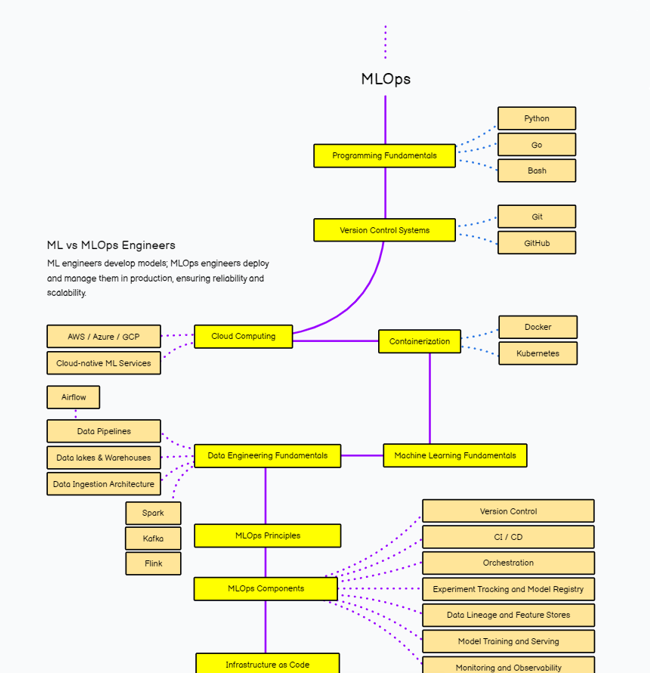 MLOps
Python
Go
Bash
Programming Fundamentals
Git
GitHub
Version Control Systems
ML vs MLOps Engineers
ML engineers develop models; MLOps engineers deploy
and manage them in production, ensuring reliability and
scalability.
AWS / Azure / GCP
Cloud-native ML Services
Cloud Computing
Containerization
Docker
Kubernetes
Airflow
Data Pipelines
Data lakes & Warehouses
Data Ingestion Architecture
Data Engineering Fundamentals
Machine Learning Fundamentals
Spark
Kafka
Flink
MLOps Principles
MLOps Components
Version Control
CI / CD
Orchestration
Experiment Tracking and Model Registry
Data Lineage and Feature Stores
Model Training and Serving
Monitoring and Observability
Infrastructure as Code